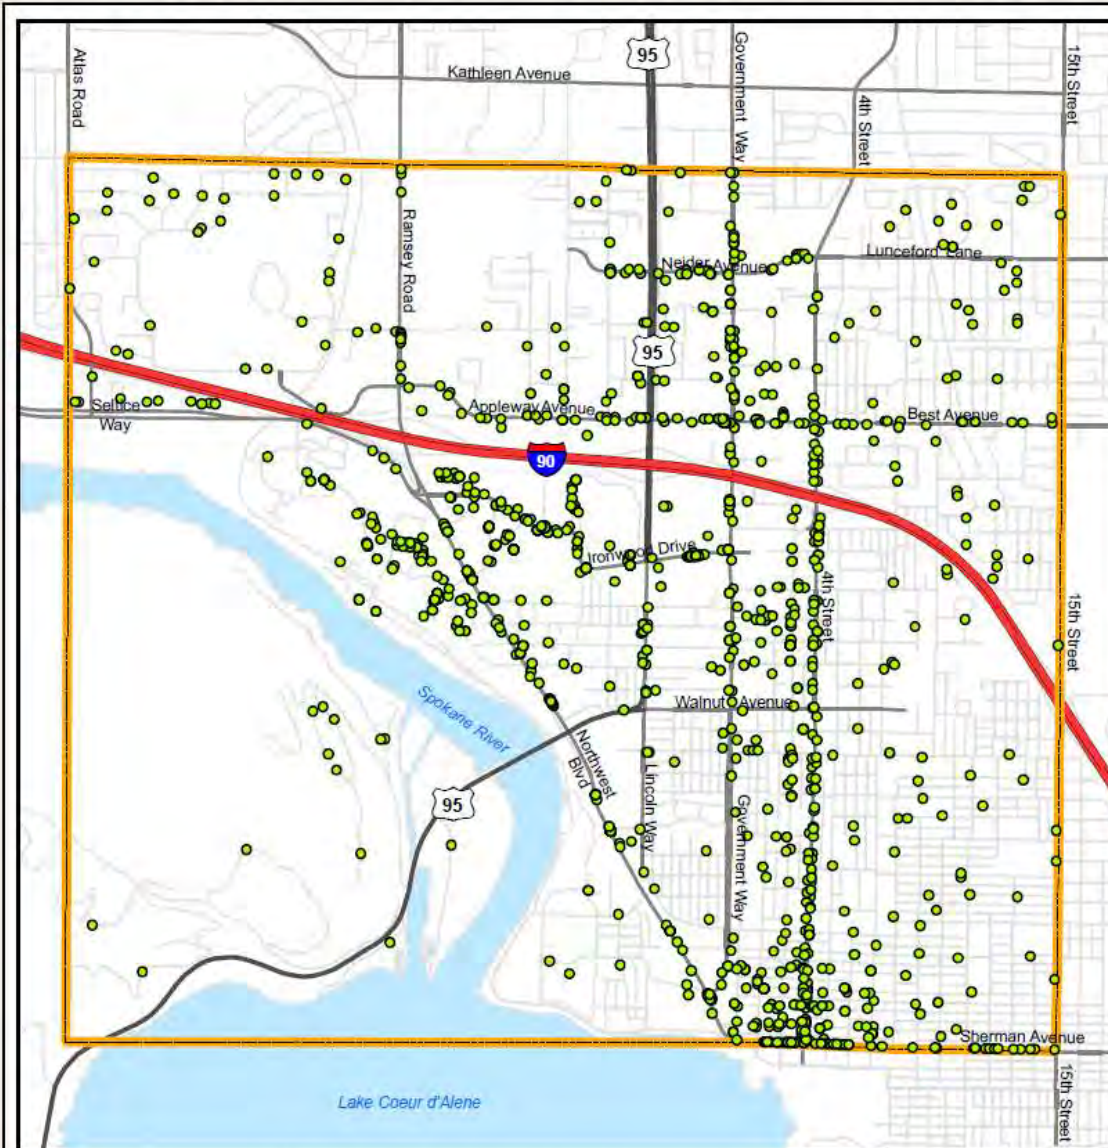 95
Kathleen Avenue
Atlas Road
Government Way
4th Street
15th Street
Ramsey Road
Neider Avenue
Lunceford Lane
95
Seltice
Way
Appleway Avenue
Best Avenue
90
Ironwood Drive
4th Street
15th Street
Spokane River
Walnut Avenue
Northwest
Blvd
Lincoln Way
Government Way
95
Sherman Avenue
15th Street
Lake Coeur d'Alene